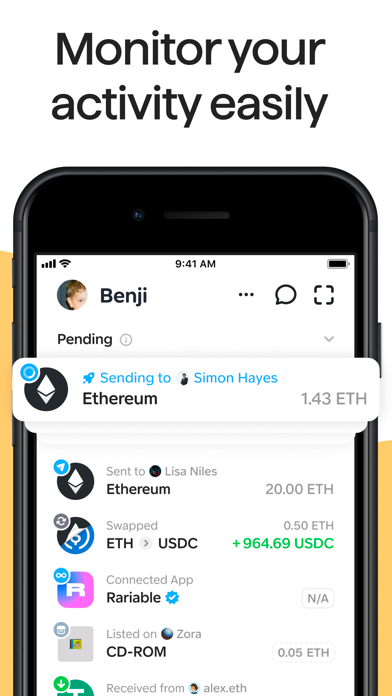 Monitor your
activity easily
9:41 AM
Benji
Pending
Sending to Simon Hayes
Ethereum 1.43 ETH
Sent to Lisa Niles
Ethereum 20.00 ETH
Swapped 0.50 ETH
ETH > USDC +964.69 USDC
Connected App
R
Rariable N/A
Listed on Zora
CD-ROM 0.05 ETH
Received from alex.eth